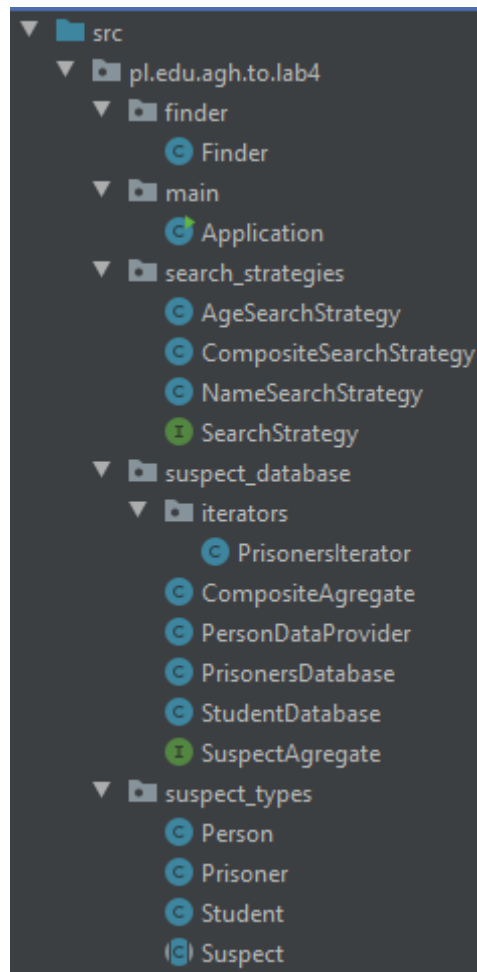 src
pl.edu.agh.to.lab4
finder
C Finder
main
C Application
search_strategies
C AgeSearchStrategy
C CompositeSearchStrategy
C NameSearchStrategy
I SearchStrategy
suspect_database
iterators
C PrisonersIterator
C CompositeAgregate
C PersonDataProvider
C PrisonersDatabase
C StudentDatabase
I SuspectAgregate
suspect_types
C Person
C Prisoner
C Student
C Suspect